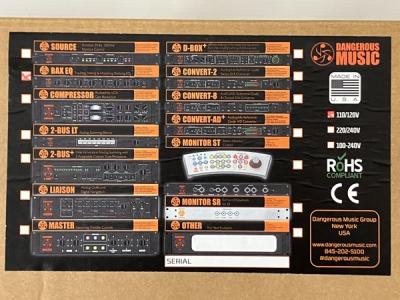 SOURCE
BAX EQ
COMPRESSOR
2-BUS LT
2-BUS+
LIAISON
MASTER
D-BOX+
CONVERT-2
CONVERT-8
CONVERT-AD+
MONITOR ST
MONITOR SR
OTHER
SERIAL
DANGEROUS
MUSIC
MADE IN
U.S.A.
110/120V
220/240V
100-240V
RoHS
COMPLIANT
CE
Dangerous Music Group
New York
USA
www.dangerousmusic.com
845-202-5100
#dangerousmusic